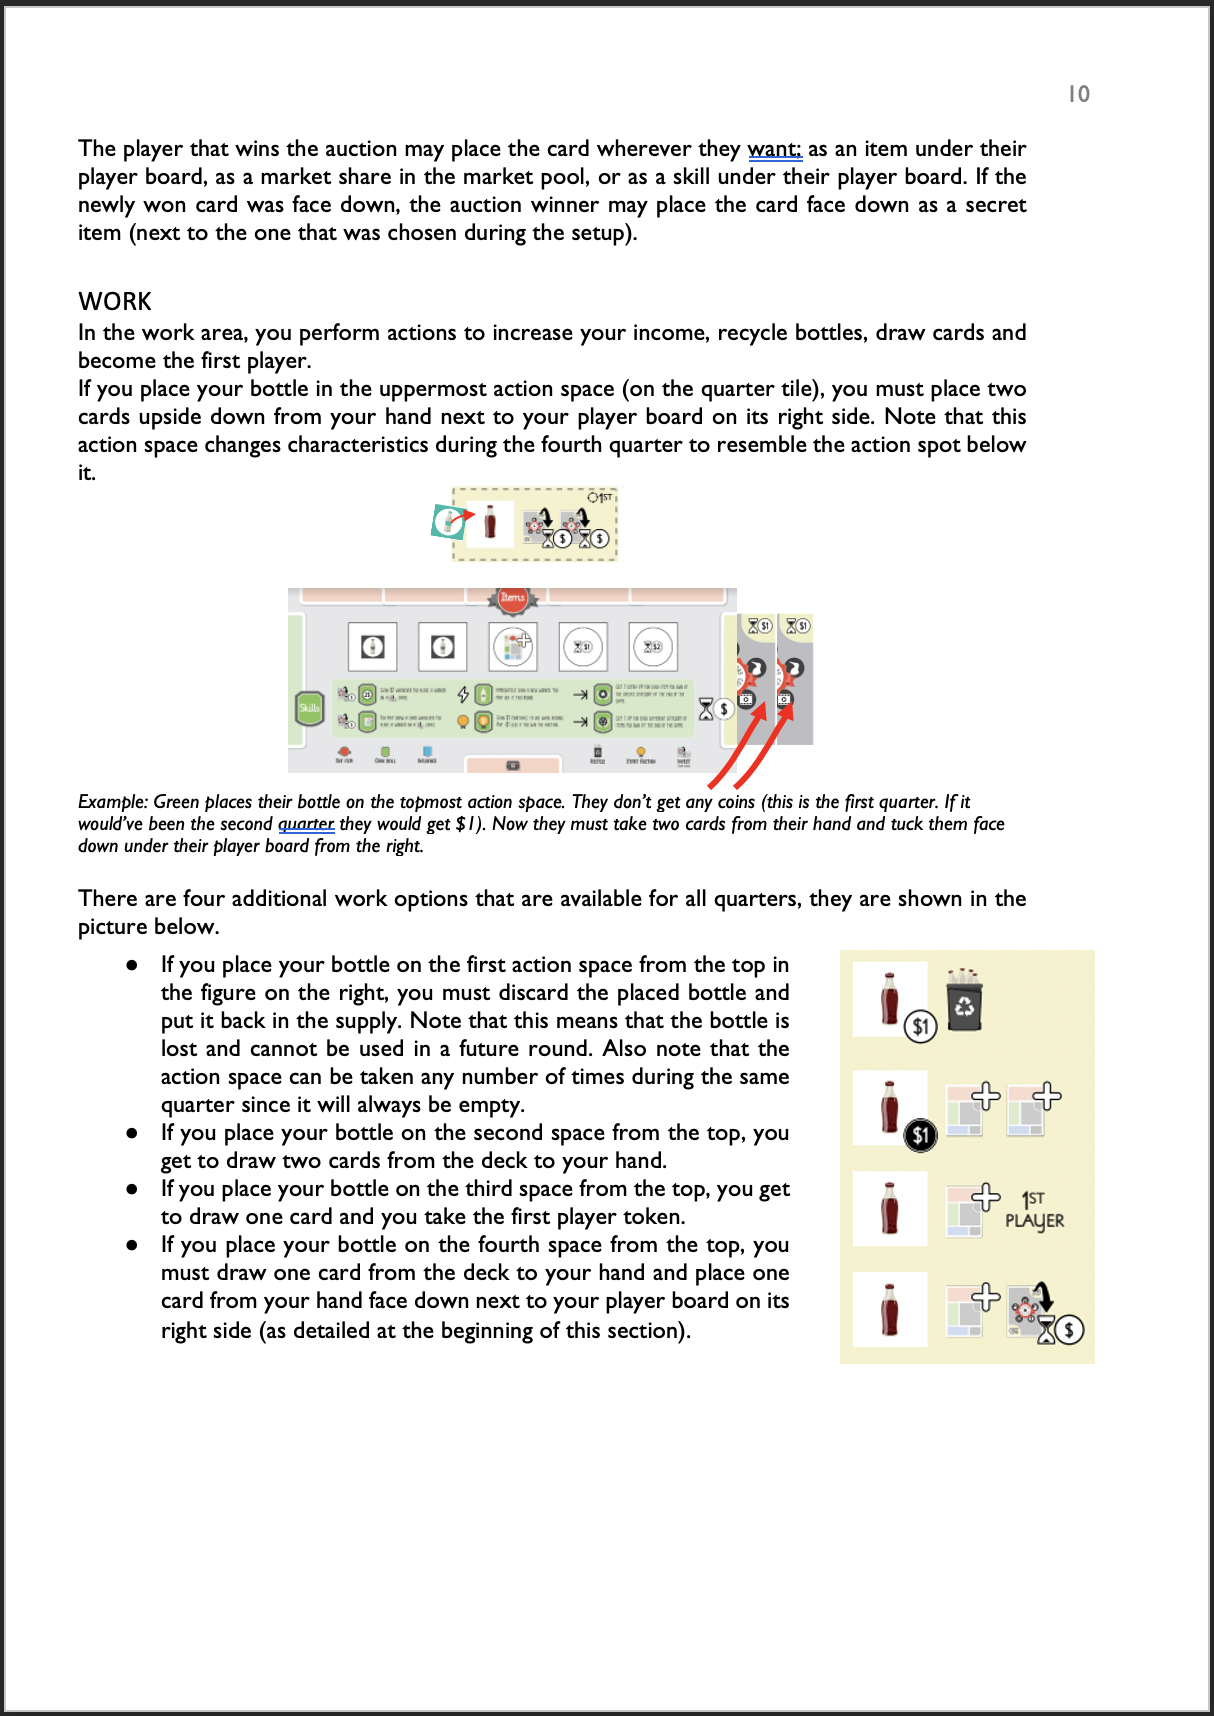 10
The player that wins the auction may place the card wherever they want; as an item under their
player board, as a market share in the market pool, or as a skill under their player board. If the
newly won card was face down, the auction winner may place the card face down as a secret
item (next to the one that was chosen during the setup).
WORK
In the work area, you perform actions to increase your income, recycle bottles, draw cards and
become the first player.
If you place your bottle in the uppermost action space (on the quarter tile), you must place two
cards upside down from your hand next to your player board on its right side. Note that this
action space changes characteristics during the fourth quarter to resemble the action spot below
it.
1ST
$ $
Items
$1 $1
$1 $2
Skills
$
BUY ITEM GAIN SKILL INFLUENCE RECYCLE START AUCTION INVEST
Example: Green places their bottle on the topmost action space. They don't get any coins (this is the first quarter. If it
would've been the second quarter they would get $1). Now they must take two cards from their hand and tuck them face
down under their player board from the right.
There are four additional work options that are available for all quarters, they are shown in the
picture below.
● If you place your bottle on the first action space from the top in
the figure on the right, you must discard the placed bottle and
put it back in the supply. Note that this means that the bottle is
lost and cannot be used in a future round. Also note that the
action space can be taken any number of times during the same
quarter since it will always be empty.
● If you place your bottle on the second space from the top, you
get to draw two cards from the deck to your hand.
● If you place your bottle on the third space from the top, you get
to draw one card and you take the first player token.
● If you place your bottle on the fourth space from the top, you
must draw one card from the deck to your hand and place one
card from your hand face down next to your player board on its
right side (as detailed at the beginning of this section).
$1
$1
1ST
PLAYER
$